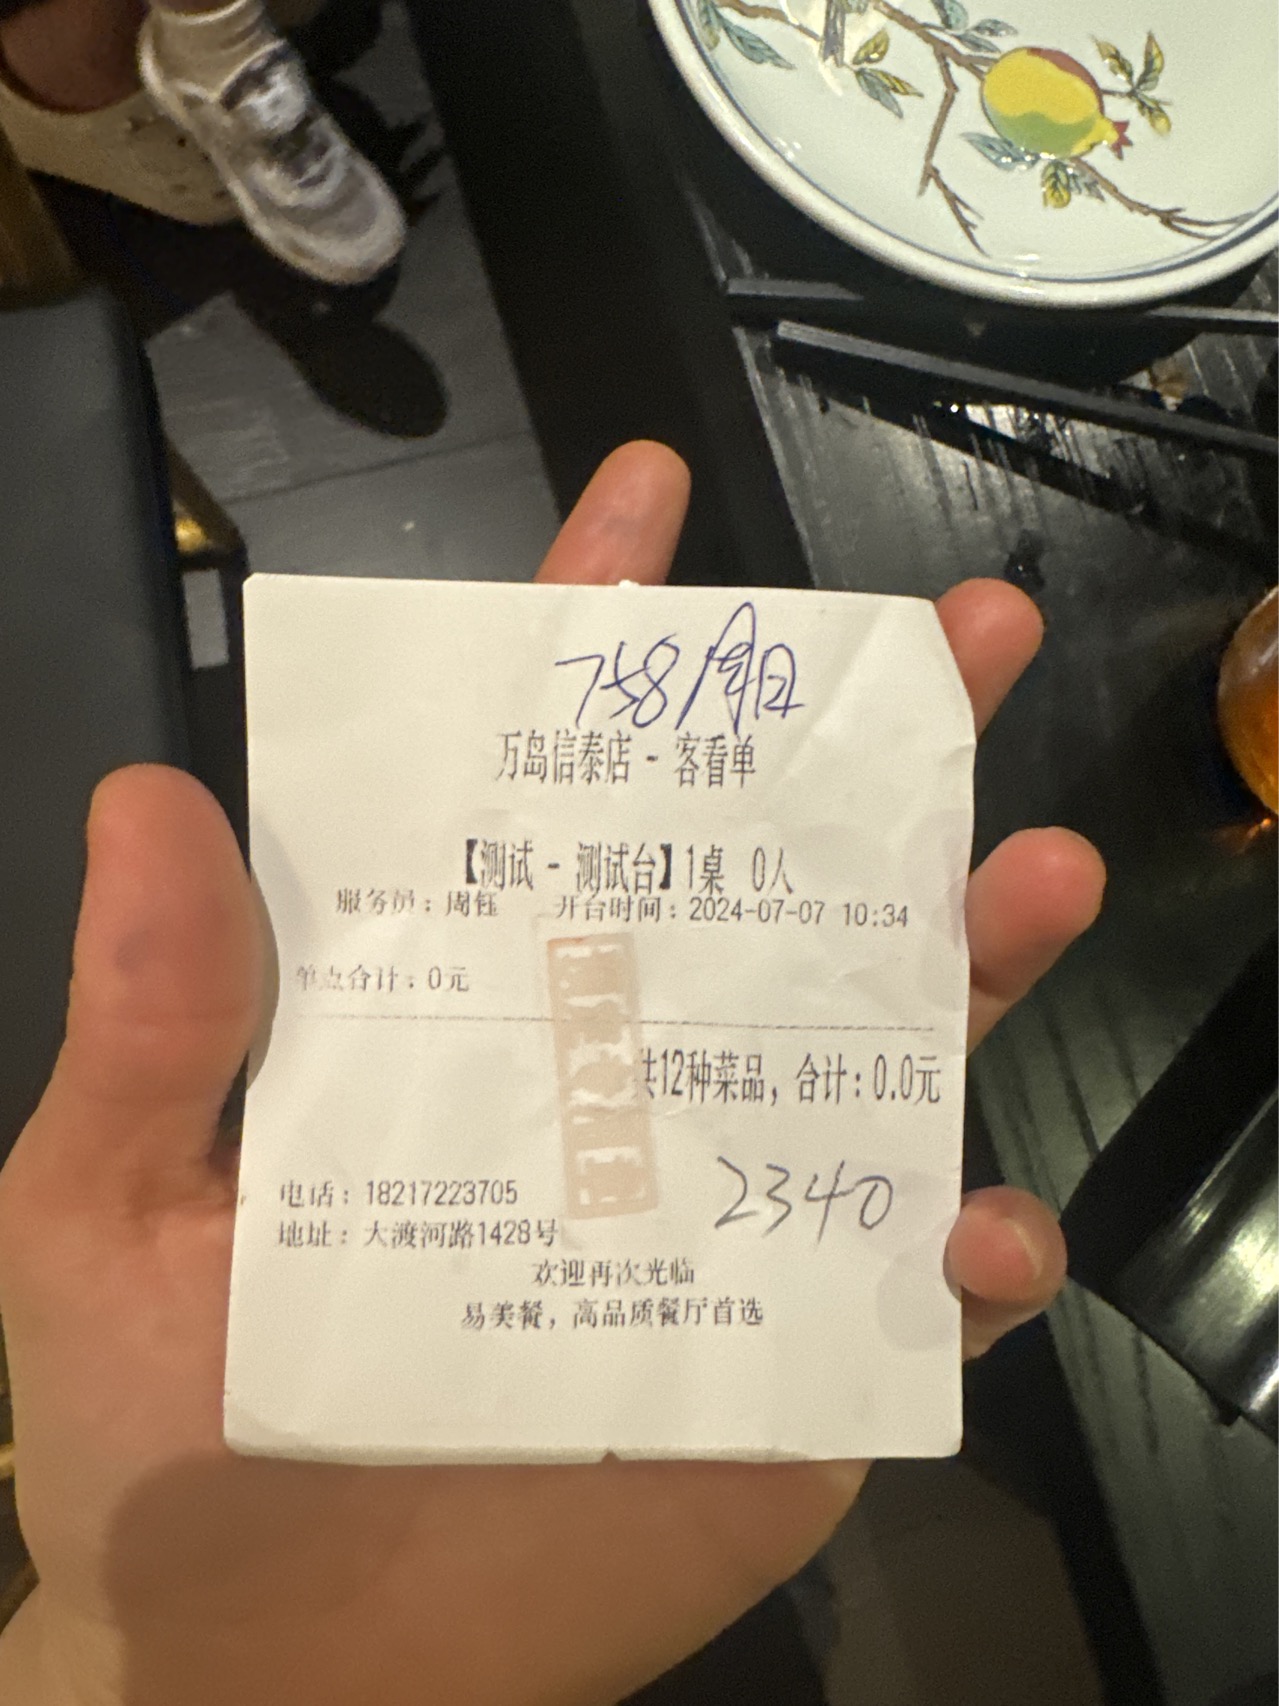 758周日
万岛信泰店 - 客看单
【测试 - 测试台】1桌 0人
服务员：周钰 开台时间：2024-07-07 10:34
单点合计：0元
共12种菜品，合计：0.0元
2340
电话：18217223705
地址：大渡河路1428号
欢迎再次光临
易美餐，高品质餐厅首选